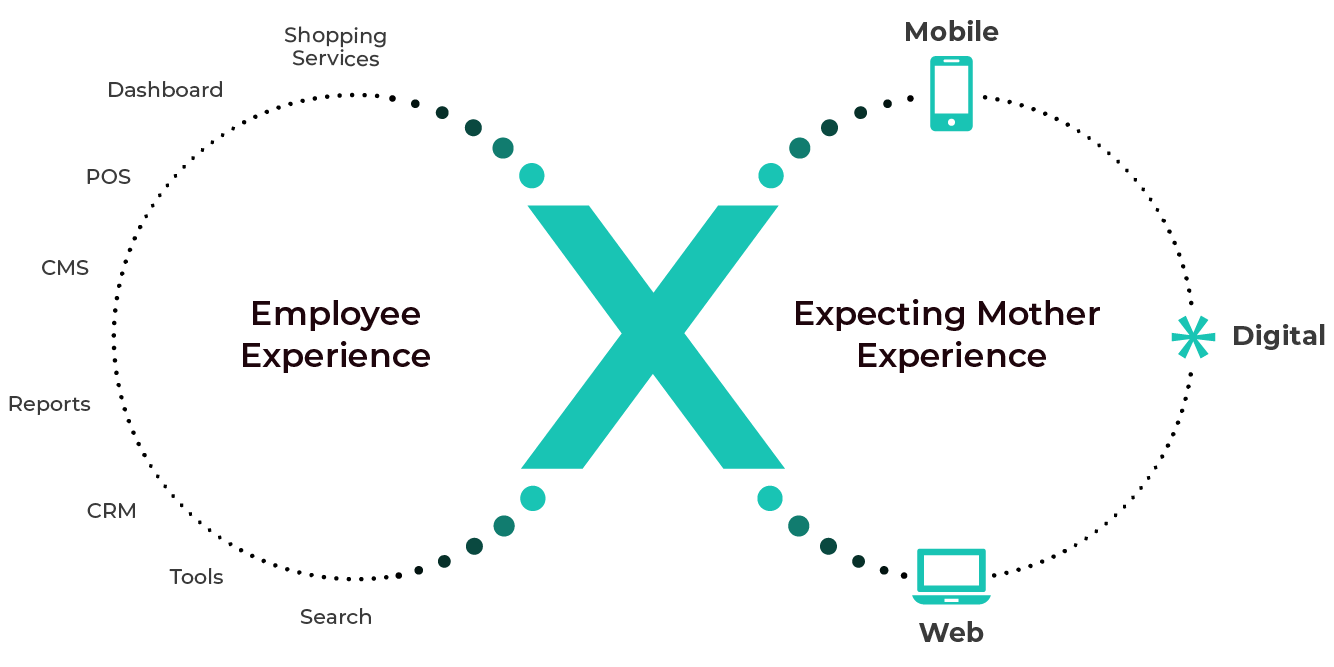 Shopping
Services
Dashboard
POS
CMS
Reports
CRM
Tools
Search
Employee
Experience
X
Expecting Mother
Experience
Mobile
Digital
Web